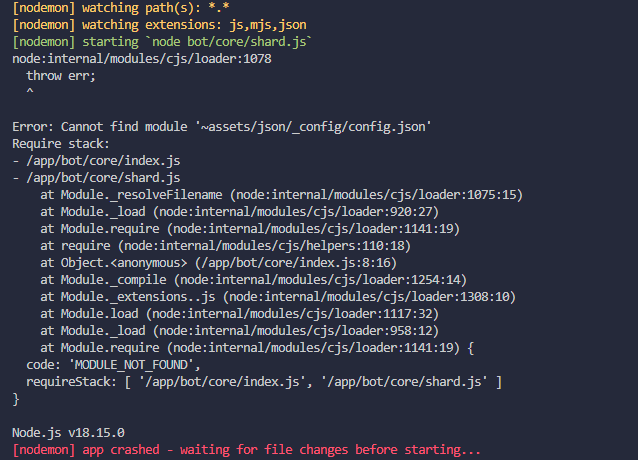 [nodemon] watching path(s): *.*
[nodemon] watching extensions: js,mjs,json
[nodemon] starting `node bot/core/shard.js`
node:internal/modules/cjs/loader:1078
  throw err;
  ^

Error: Cannot find module '~assets/json/_config/config.json'
Require stack:
- /app/bot/core/index.js
- /app/bot/core/shard.js
    at Module._resolveFilename (node:internal/modules/cjs/loader:1075:15)
    at Module._load (node:internal/modules/cjs/loader:920:27)
    at Module.require (node:internal/modules/cjs/loader:1141:19)
    at require (node:internal/modules/cjs/helpers:110:18)
    at Object.<anonymous> (/app/bot/core/index.js:8:16)
    at Module._compile (node:internal/modules/cjs/loader:1254:14)
    at Module._extensions..js (node:internal/modules/cjs/loader:1308:10)
    at Module.load (node:internal/modules/cjs/loader:1117:32)
    at Module._load (node:internal/modules/cjs/loader:958:12)
    at Module.require (node:internal/modules/cjs/loader:1141:19) {
  code: 'MODULE_NOT_FOUND',
  requireStack: [ '/app/bot/core/index.js', '/app/bot/core/shard.js' ]
}

Node.js v18.15.0
[nodemon] app crashed - waiting for file changes before starting...